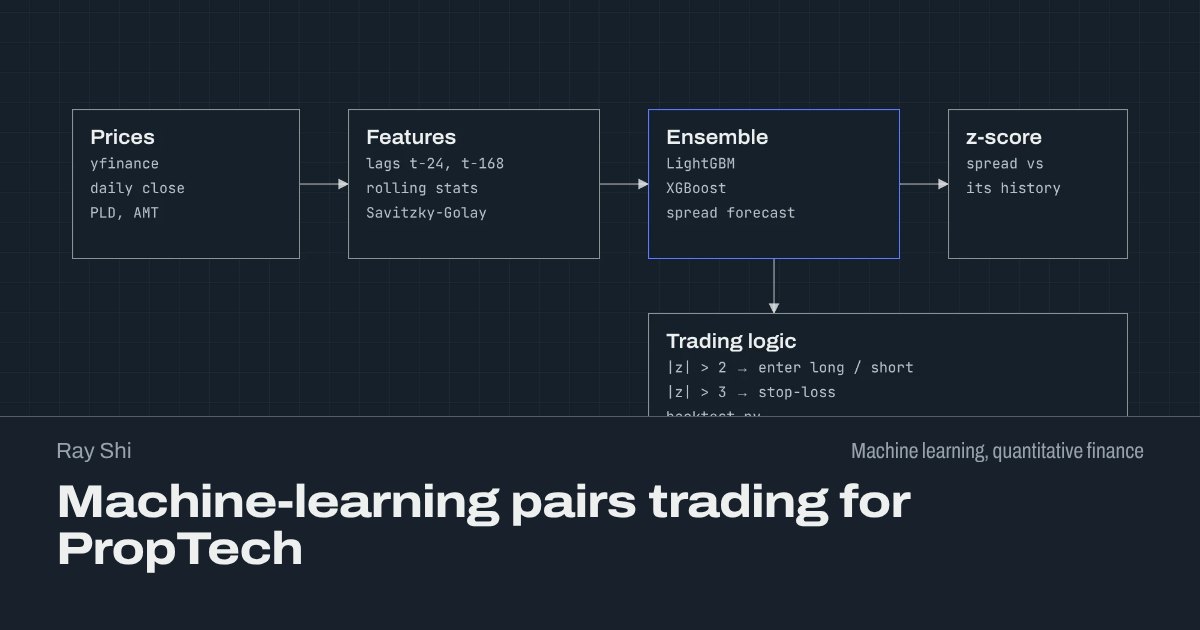 Prices
yfinance
daily close
PLD, AMT
Features
lags t-24, t-168
rolling stats
Savitzky-Golay
Ensemble
LightGBM
XGBoost
spread forecast
z-score
spread vs
its history
Trading logic
|z| > 2 → enter long / short
|z| > 3 → stop-loss
Ray Shi
Machine learning, quantitative finance
Machine-learning pairs trading for
PropTech